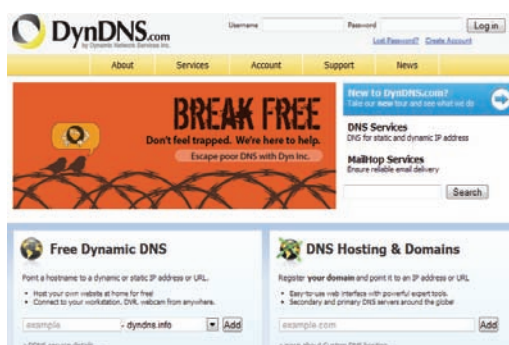 DynDNS.com
by Dynamic Network Services Inc.
Username
Password
Log in
Lost Password? Create Account
About Services Account Support News
BREAK FREE
Don't feel trapped. We're here to help.
Escape poor DNS with Dyn Inc.
New to DynDNS.com?
Take our new tour and see what we do
DNS Services
DNS for static and dynamic IP address
MailHop Services
Ensure reliable email delivery
Search
Free Dynamic DNS
Point a hostname to a dynamic or static IP address or URL.
• Host your own website at home for free!
• Connect to your workstation, DVR, webcam from anywhere.
example . dyndns.info Add
DNS Hosting & Domains
Register your domain and point it to an IP address or URL
• Easy-to-use web interface with powerful expert tools.
• Secondary and primary DNS servers around the globe!
example.com Add